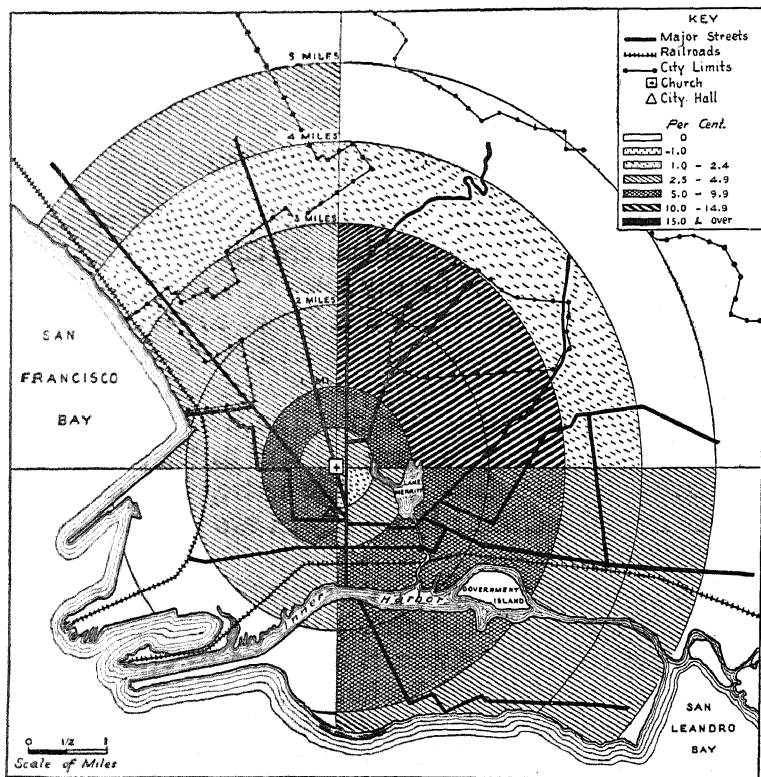 KEY
Major Streets
Railroads
City Limits
Church
City Hall
Per Cent.
0
-1.0
1.0 - 2.4
2.5 - 4.9
5.0 - 9.9
10.0 - 14.9
15.0 & over
5 MILES
4 MILES
3 MILES
2 MILES
SAN
FRANCISCO
BAY
LAKE
MERRITT
GOVERNMENT
ISLAND
Inner Harbor
SAN
LEANDRO
BAY
0 1/2 1
Scale of Miles